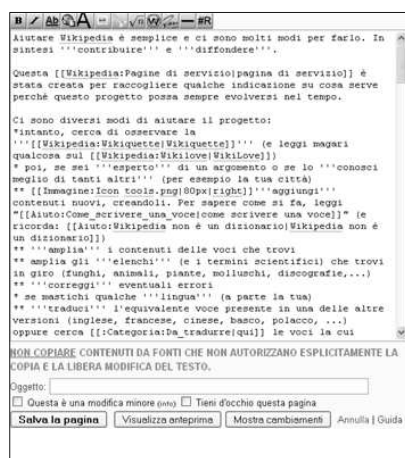 B I Ab A √n W — #R
Aiutare Wikipedia è semplice e ci sono molti modi per farlo. In
sintesi '''contribuire''' e '''diffondere'''.
Questa [[Wikipedia:Pagine di servizio|pagina di servizio]] è
stata creata per raccogliere qualche indicazione su cosa serve
perché questo progetto possa sempre evolversi nel tempo.
Ci sono diversi modi di aiutare il progetto:
*intanto, cerca di osservare la
'''[[Wikipedia:Wikiquette|Wikiquette]]''' (e leggi magari
qualcosa sul [[Wikipedia:Wikilove|WikiLove]])
* poi, se sei '''esperto''' di un argomento o se lo '''conosci
meglio di tanti altri''' (per esempio la tua città)
** [[Immagine:Icon tools.png|80px|right]]'''aggiungi'''
contenuti nuovi, creandoli. Per sapere come si fa, leggi
"[[Aiuto:Come_scrivere_una_voce|come scrivere una voce]]" (e
ricorda: [[Aiuto:Wikipedia non è un dizionario|Wikipedia non è
un dizionario]])
** '''amplia''' i contenuti delle voci che trovi
** amplia gli '''elenchi''' (e i termini scientifici) che trovi
in giro (funghi, animali, piante, molluschi, discografie,...)
** '''correggi''' eventuali errori
* se mastichi qualche '''lingua''' (a parte la tua)
** '''traduci''' l'equivalente voce presente in una delle altre
versioni (inglese, francese, cinese, basco, polacco, ...)
oppure cerca [[:Categoria:Da_tradurre|qui]] le voci la cui
NON COPIARE CONTENUTI DA FONTI CHE NON AUTORIZZANO ESPLICITAMENTE LA
COPIA E LA LIBERA MODIFICA DEL TESTO.
Oggetto:
Questa è una modifica minore (info) Tieni d'occhio questa pagina
Salva la pagina Visualizza anteprima Mostra cambiamenti Annulla | Guida